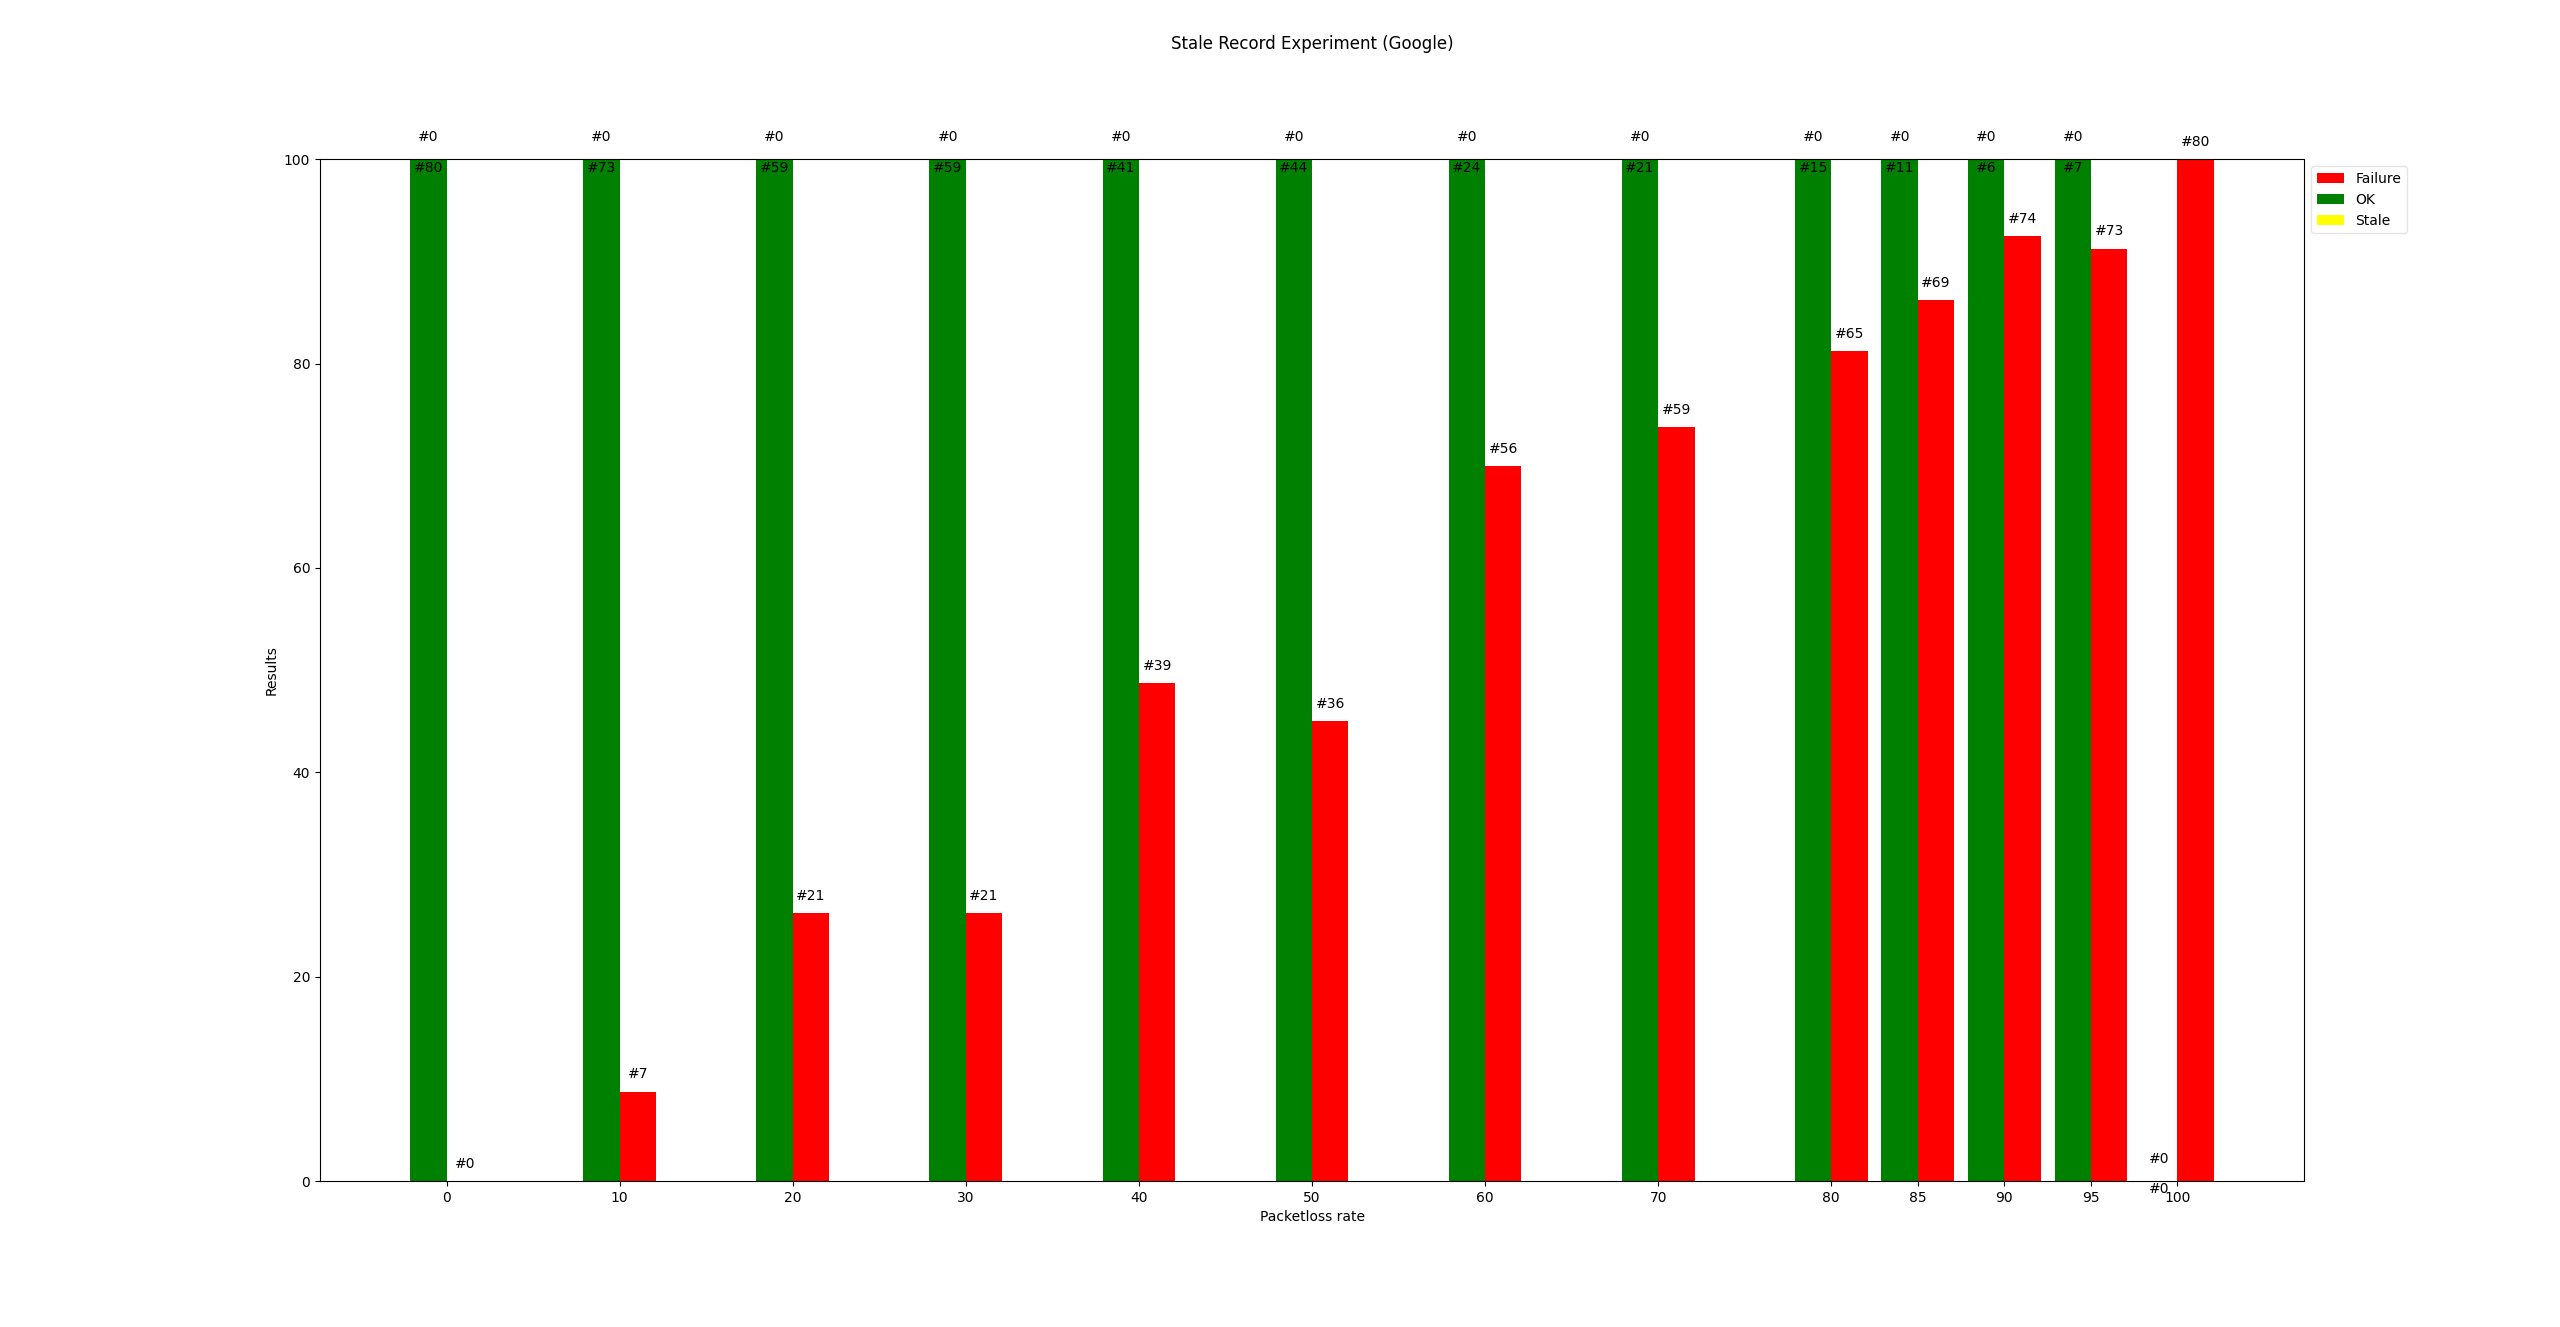 Stale Record Experiment (Google)
#0 #0 #0 #0 #0 #0 #0 #0 #0 #0 #0 #0 #80
100 #80 #73 #59 #59 #41 #44 #24 #21 #15 #11 #6 #7
Failure
OK
Stale
#74
#73
#69
80 #65
#59
#56
60
Results
#39
#36
40
#21 #21
20
#7
#0 #0
0
#0
0 10 20 30 40 50 60 70 80 85 90 95 100
Packetloss rate